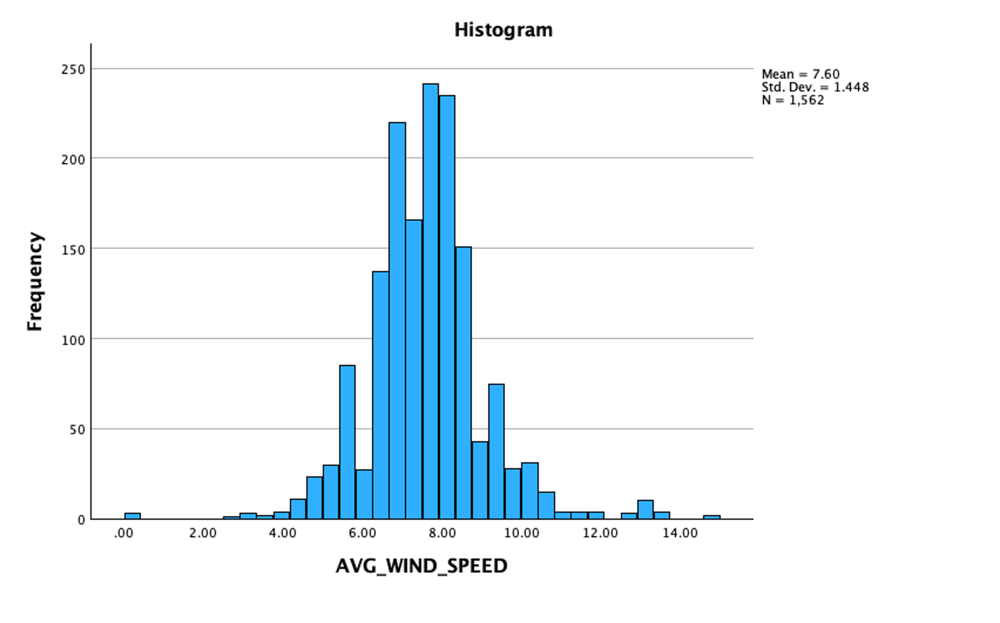 Histogram
250
200
150
100
50
0
Frequency
.00 2.00 4.00 6.00 8.00 10.00 12.00 14.00
AVG_WIND_SPEED
Mean = 7.60
Std. Dev. = 1.448
N = 1,562